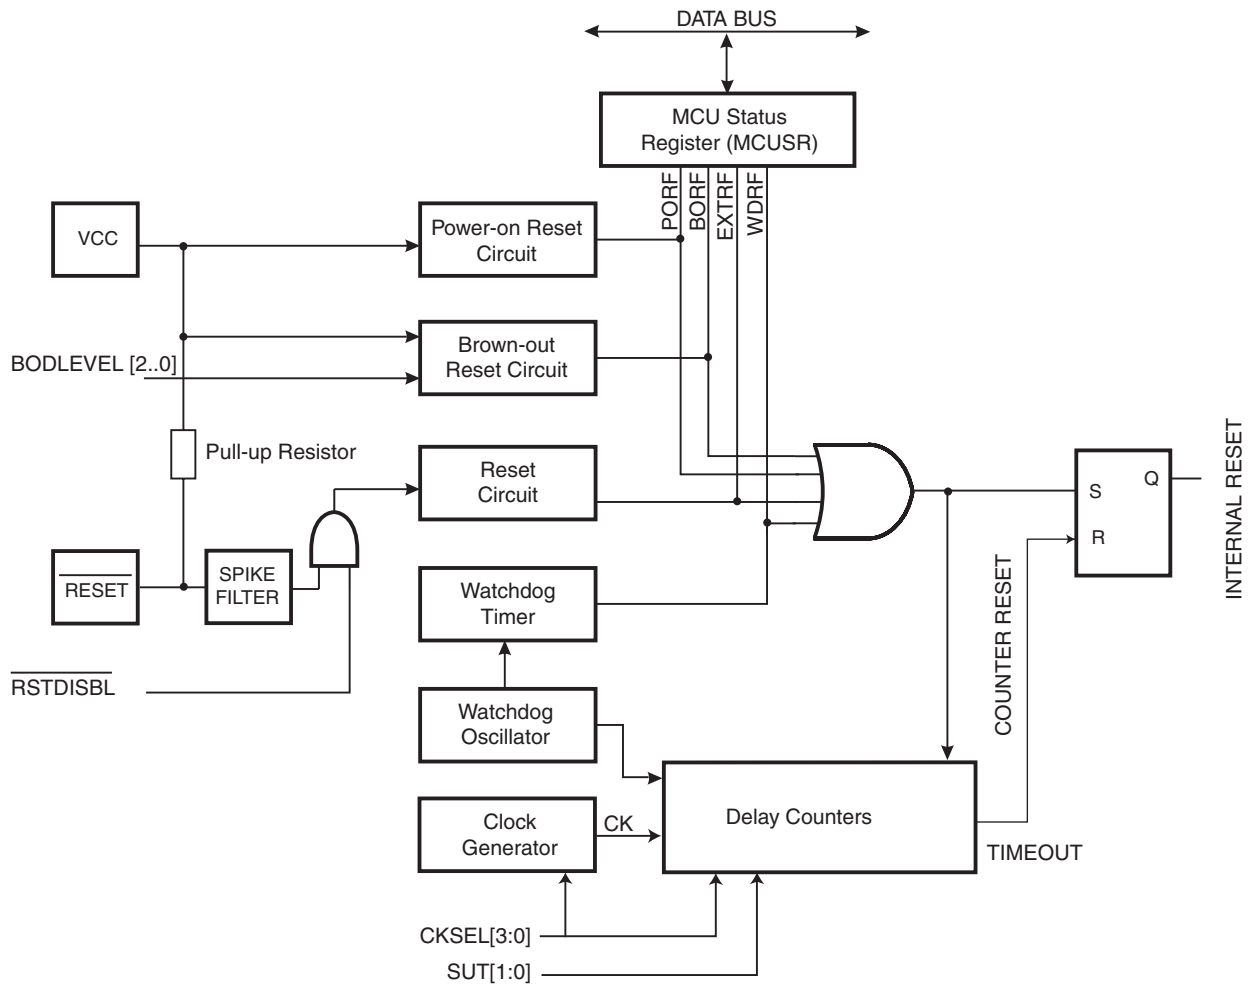 DATA BUS
MCU Status
Register (MCUSR)
PORF
BORF
EXTRF
WDRF
VCC
Power-on Reset
Circuit
Brown-out
Reset Circuit
BODLEVEL [2..0]
Pull-up Resistor
Reset
Circuit
S
Q
R
INTERNAL RESET
RESET
SPIKE
FILTER
Watchdog
Timer
COUNTER RESET
RSTDISBL
Watchdog
Oscillator
Clock
Generator
CK
Delay Counters
TIMEOUT
CKSEL[3:0]
SUT[1:0]